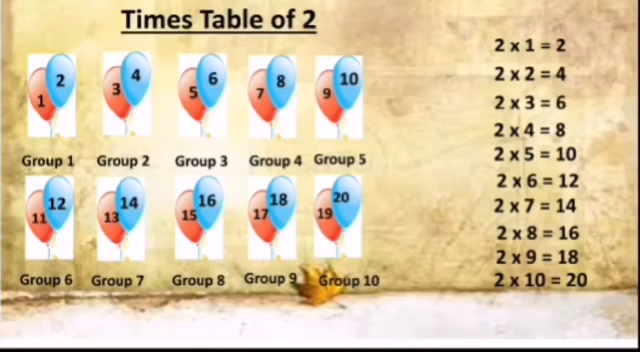 Times Table of 2
1 2 3 4 5 6 7 8 9 10
Group 1 Group 2 Group 3 Group 4 Group 5
11 12 13 14 15 16 17 18 19 20
Group 6 Group 7 Group 8 Group 9 Group 10
2 x 1 = 2
2 x 2 = 4
2 x 3 = 6
2 x 4 = 8
2 x 5 = 10
2 x 6 = 12
2 x 7 = 14
2 x 8 = 16
2 x 9 = 18
2 x 10 = 20